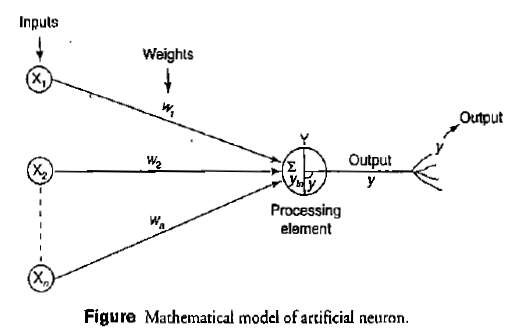 Inputs
Weights
X1
w1
Output
Y
y
X2
w2
Σ
yin
y
Output
y
Processing
element
wn
Xn
Figure Mathematical model of artificial neuron.